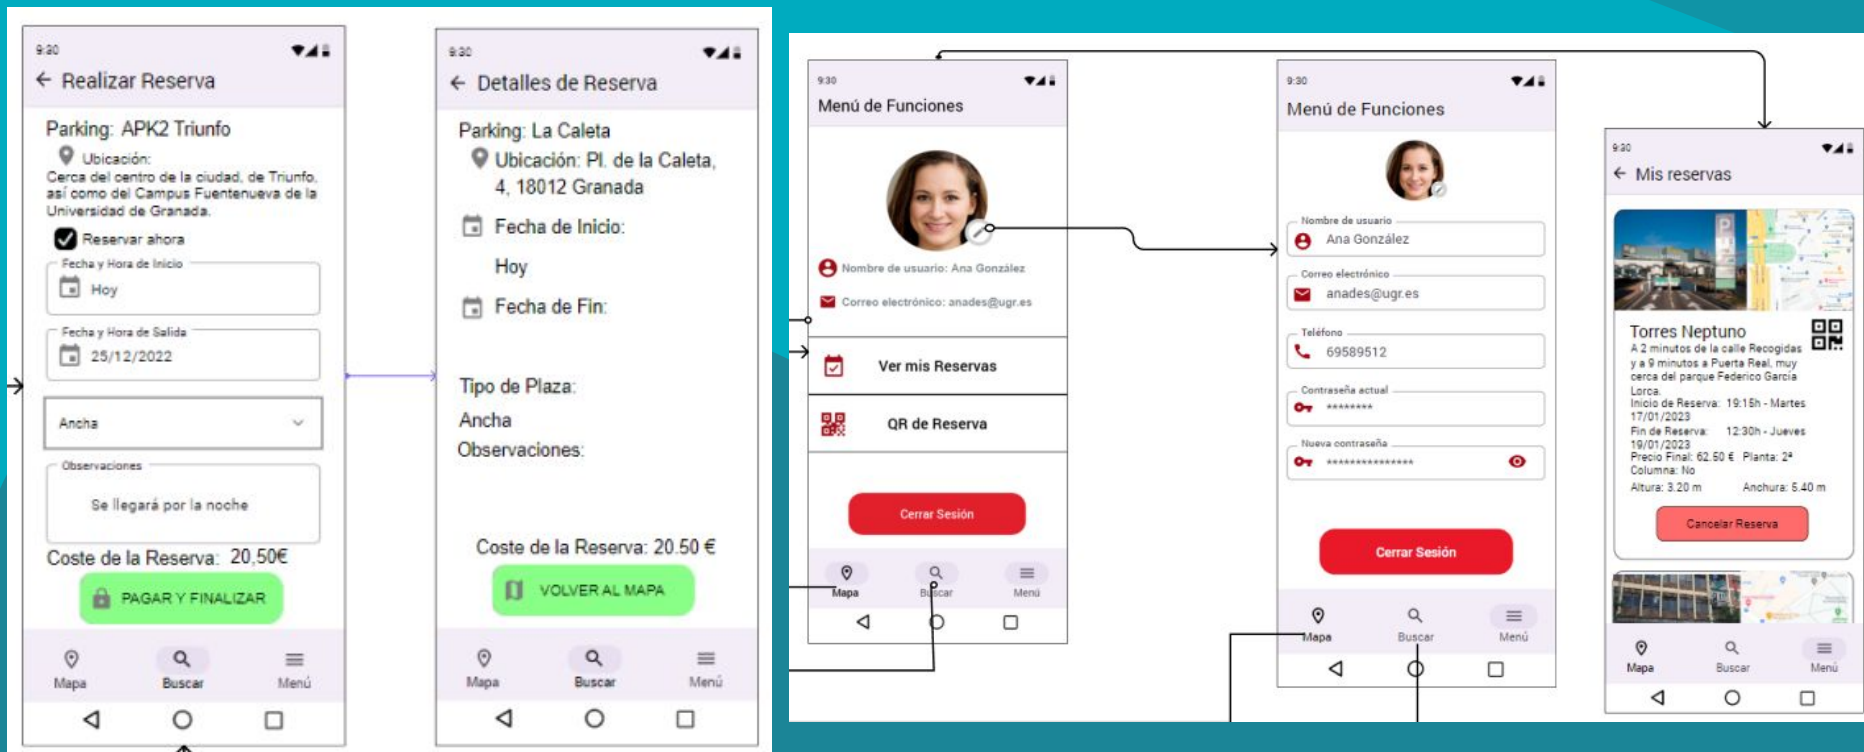 9:30
Realizar Reserva
Parking: APK2 Triunfo
Ubicación:
Cerca del centro de la ciudad, de Triunfo,
así como del Campus Fuentenueva de la
Universidad de Granada.
Reservar ahora
Fecha y Hora de Inicio
Hoy
Fecha y Hora de Salida
25/12/2022
Ancha
Observaciones
Se llegará por la noche
Coste de la Reserva: 20,50€
PAGAR Y FINALIZAR
Mapa
Buscar
Menú
9:30
Detalles de Reserva
Parking: La Caleta
Ubicación: Pl. de la Caleta,
4, 18012 Granada
Fecha de Inicio:
Hoy
Fecha de Fin:
Tipo de Plaza:
Ancha
Observaciones:
Coste de la Reserva: 20.50 €
VOLVER AL MAPA
Mapa
Buscar
Menú
9:30
Menú de Funciones
Nombre de usuario: Ana González
Correo electrónico: anades@ugr.es
Ver mis Reservas
QR de Reserva
Cerrar Sesión
Mapa
Buscar
Menú
9:30
Menú de Funciones
Nombre de usuario
Ana González
Correo electrónico
anades@ugr.es
Teléfono
69589512
Contraseña actual
********
Nueva contraseña
***************
Cerrar Sesión
Mapa
Buscar
Menú
9:30
Mis reservas
Torres Neptuno
A 2 minutos de la calle Recogidas
y a 9 minutos a Puerta Real, muy
cerca del parque Federico García
Lorca.
Inicio de Reserva: 19:15h - Martes
17/01/2023
Fin de Reserva: 12:30h - Jueves
19/01/2023
Precio Final: 62.50 € Planta: 2ª
Columna: No
Altura: 3.20 m Anchura: 5.40 m
Cancelar Reserva
Mapa
Buscar
Menú